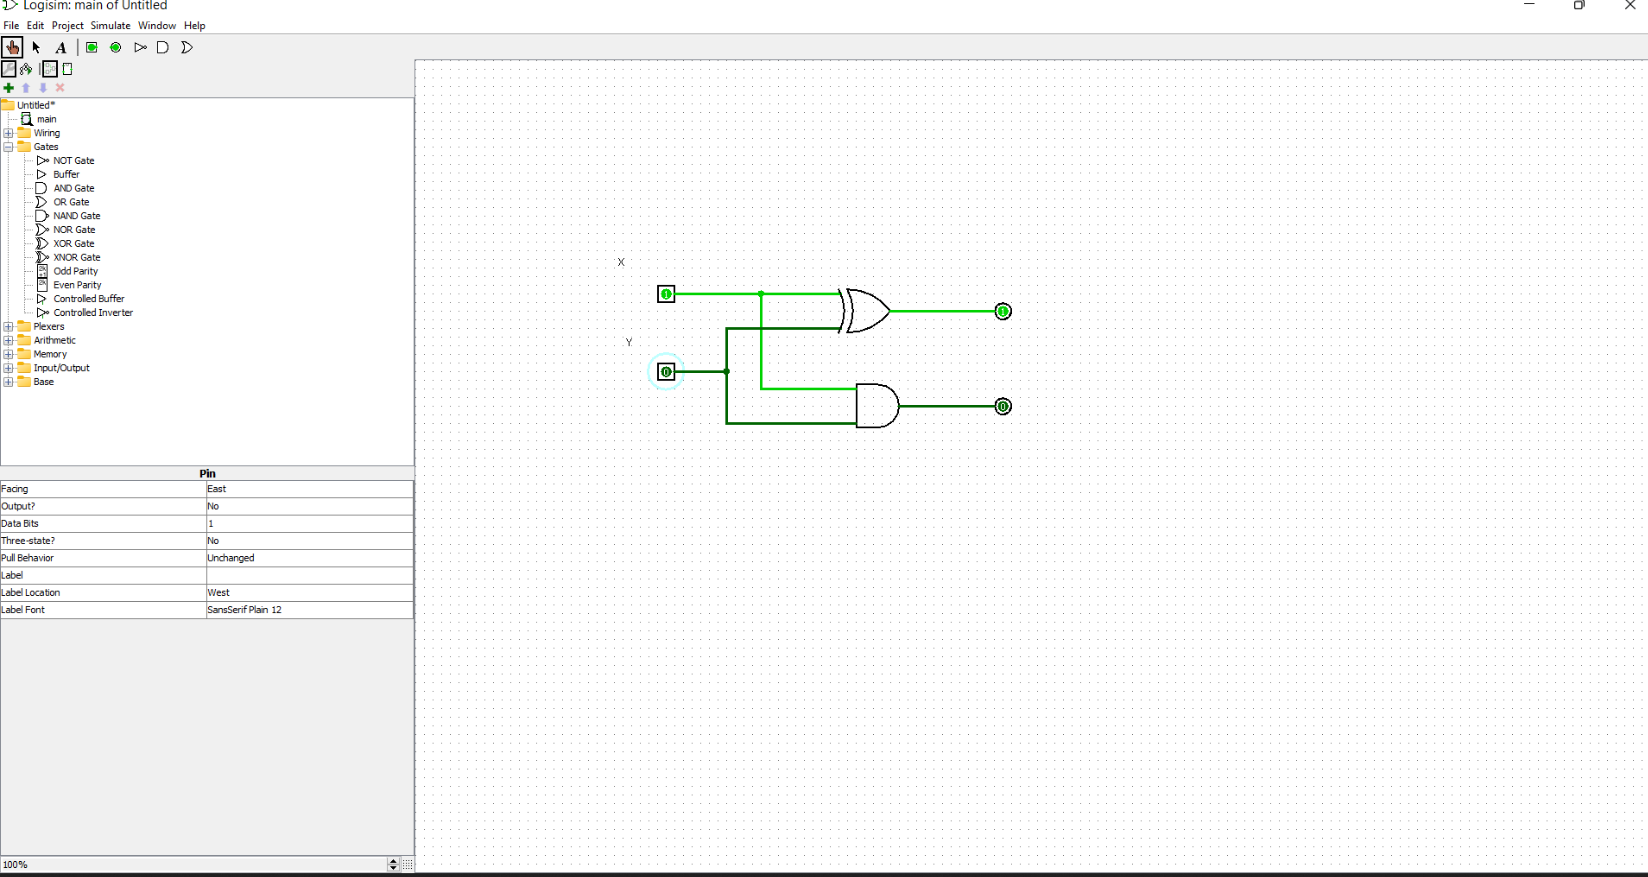 Logisim: main of Untitled
File Edit Project Simulate Window Help
A
Untitled*
main
Wiring
Gates
NOT Gate
Buffer
AND Gate
OR Gate
NAND Gate
NOR Gate
XOR Gate
XNOR Gate
Odd Parity
Even Parity
Controlled Buffer
Controlled Inverter
Plexers
Arithmetic
Memory
Input/Output
Base
Pin
Facing East
Output? No
Data Bits 1
Three-state? No
Pull Behavior Unchanged
Label
Label Location West
Label Font SansSerif Plain 12
100%
X
1
1
Y
0
0